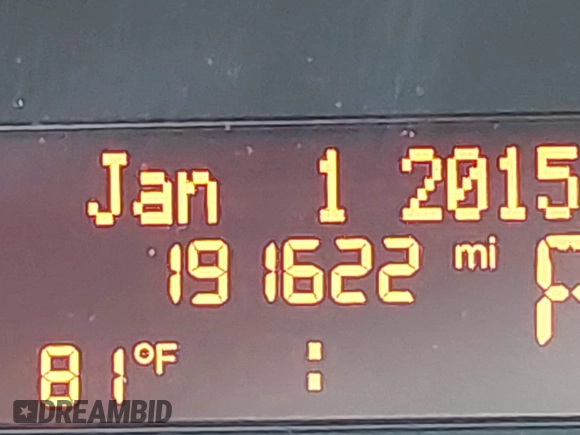 Jan 1 2015
191622 mi
81°F :
DREAMBID